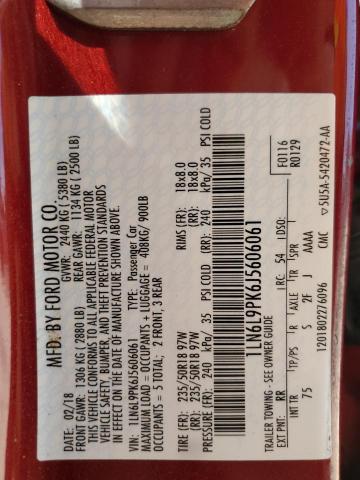 MFD. BY FORD MOTOR CO.
DATE: 02/18 GVWR: 2440 KG ( 5380 LB)
FRONT GAWR: 1306 KG (2880 LB) REAR GAWR: 1134 KG ( 2500 LB)
THIS VEHICLE CONFORMS TO ALL APPLICABLE FEDERAL MOTOR
VEHICLE SAFETY, BUMPER, AND THEFT PREVENTION STANDARDS
IN EFFECT ON THE DATE OF MANUFACTURE SHOWN ABOVE.
VIN: 1LN6L9PK6J5606061 TYPE: Passenger Car
MAXIMUM LOAD = OCCUPANTS + LUGGAGE = 408KG/ 900LB
OCCUPANTS = 5 TOTAL; 2 FRONT, 3 REAR
TIRE (FR): 235/50R18 97W RIMS (FR): 18x8.0
(RR): 235/50R18 97W (RR): 18x8.0
PRESSURE (FR): 240 kPa/ 35 PSI COLD (RR): 240 kPa/ 35 PSI COLD
1LN6L9PK6J5606061
TRAILER TOWING - SEE OWNER GUIDE F0116
EXT PNT: RR RC: 54 DSO: R0129
INT TR TP/PS R AXLE TR SPR
75 S 2F J AAAA
1201802276096 CMC ▽5U5A-5420472-AA